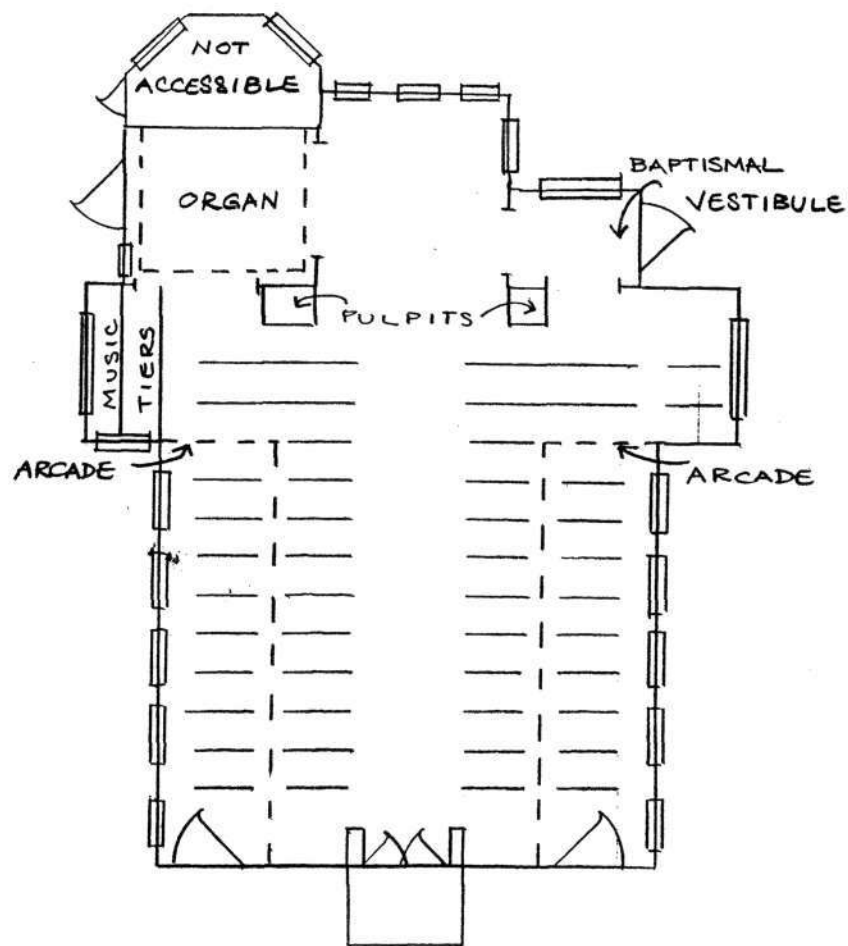 NOT
ACCESSIBLE
BAPTISMAL
VESTIBULE
ORGAN
PULPITS
MUSIC
TIERS
ARCADE
ARCADE